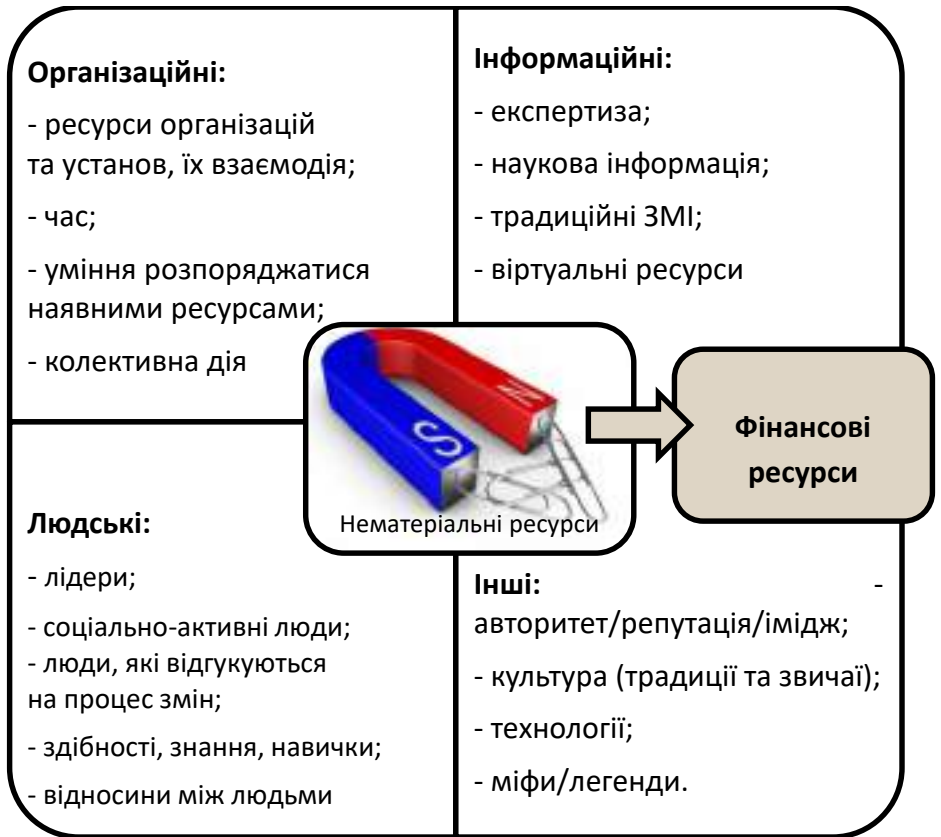 Організаційні:
- ресурси організацій
та установ, їх взаємодія;
- час;
- уміння розпоряджатися
наявними ресурсами;
- колективна дія
Інформаційні:
- експертиза;
- наукова інформація;
- традиційні ЗМІ;
- віртуальні ресурси
N
S
Нематеріальні ресурси
Фінансові
ресурси
Людські:
- лідери;
- соціально-активні люди;
- люди, які відгукуються
на процес змін;
- здібності, знання, навички;
- відносини між людьми
Інші: -
авторитет/репутація/імідж;
- культура (традиції та звичаї);
- технології;
- міфи/легенди.